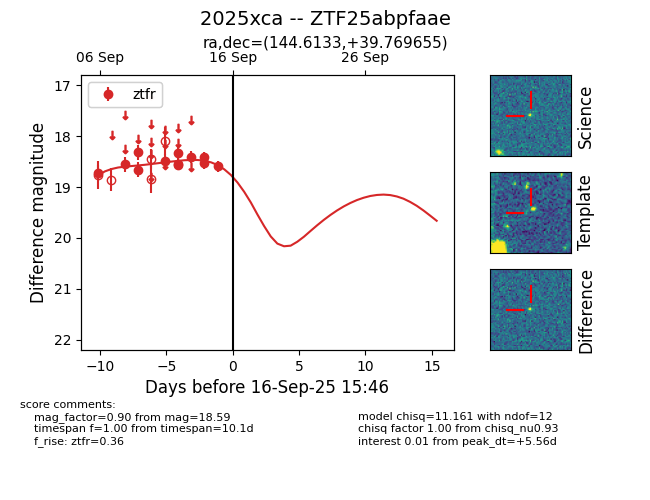 2025xca -- ZTF25abpfaae
ra,dec=(144.6133,+39.769655)
06 Sep
16 Sep
26 Sep
ztfr
17
18
19
20
21
22
Difference magnitude
−10
−5
0
5
10
15
Days before 16-Sep-25 15:46
Science
Template
Difference
score comments:
mag_factor=0.90 from mag=18.59
timespan f=1.00 from timespan=10.1d
f_rise: ztfr=0.36
model chisq=11.161 with ndof=12
chisq factor 1.00 from chisq_nu0.93
interest 0.01 from peak_dt=+5.56d